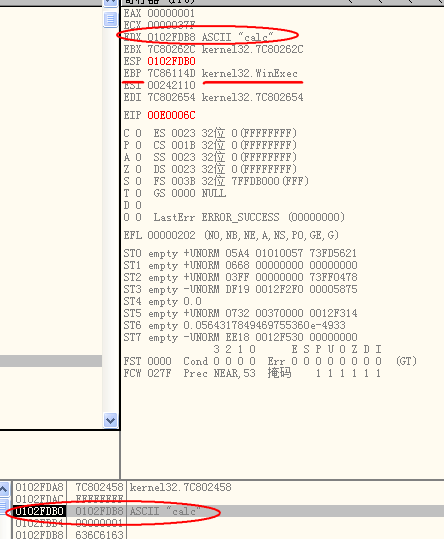 EAX 00000001
ECX 0000037F
EDX 0102FDB8 ASCII "calc"
EBX 7C80262C kernel32.7C80262C
ESP 0102FDB0
EBP 7C86114D kernel32.WinExec
ESI 00242110
EDI 7C802654 kernel32.7C802654
EIP 00E0006C
C 0 ES 0023 32位 0(FFFFFFFF)
P 0 CS 001B 32位 0(FFFFFFFF)
A 0 SS 0023 32位 0(FFFFFFFF)
Z 0 DS 0023 32位 0(FFFFFFFF)
S 0 FS 003B 32位 7FFDB000(FFF)
T 0 GS 0000 NULL
D 0
O 0 LastErr ERROR_SUCCESS (00000000)
EFL 00000202 (NO,NB,NE,A,NS,PO,GE,G)
ST0 empty +UNORM 05A4 01010057 73FD5621
ST1 empty +UNORM 0668 00000000 00000000
ST2 empty +UNORM 03FF 00000000 73FF0478
ST3 empty -UNORM DF19 0012F2F0 00005875
ST4 empty 0.0
ST5 empty +UNORM 0732 00370000 0012F314
ST6 empty 0.0564317849469755360e-4933
ST7 empty -UNORM EE18 0012F530 00000000
3 2 1 0 E S P U O Z D I
FST 0000 Cond 0 0 0 0 Err 0 0 0 0 0 0 0 0 (GT)
FCW 027F Prec NEAR,53 掩码 1 1 1 1 1 1
0102FDA8 7C802458 kernel32.7C802458
0102FDAC FFFFFFFF
0102FDB0 0102FDB8 ASCII "calc"
0102FDB4 00000001
0102FDB8 636C6163